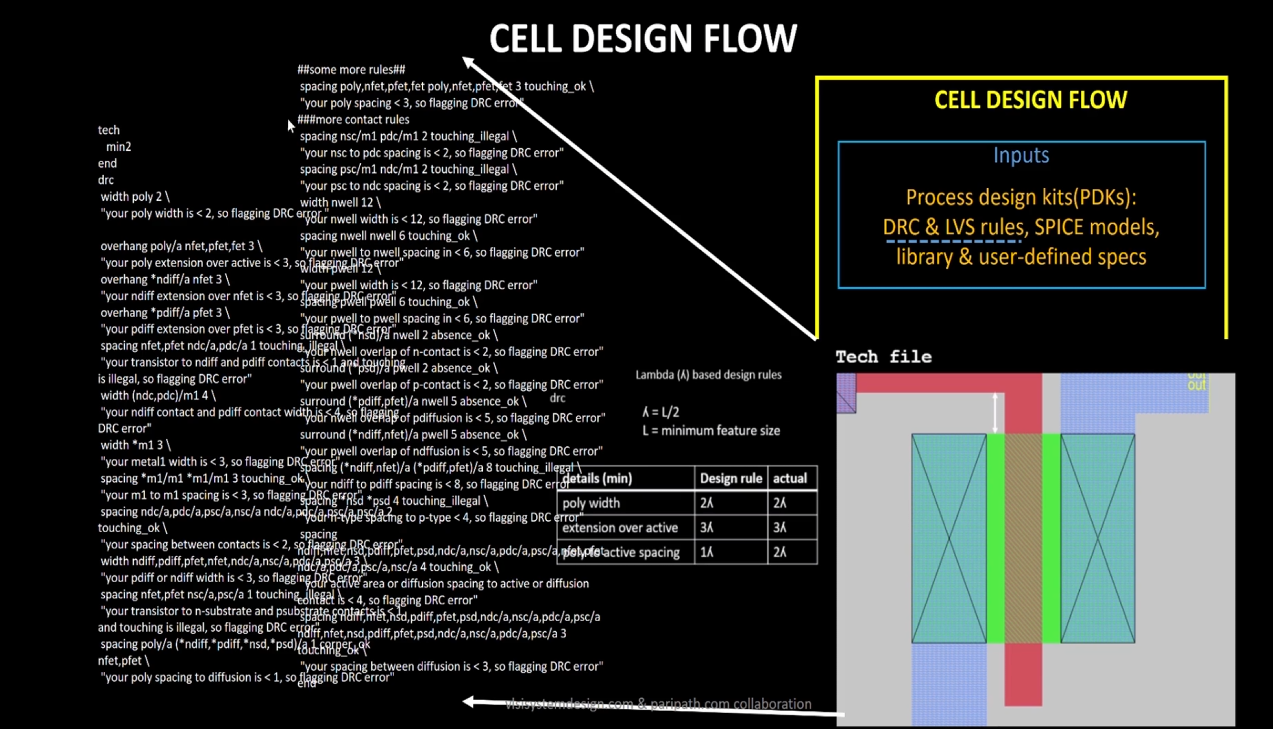 CELL DESIGN FLOW
tech
min2
end
drc
width poly 2 \
"your poly width is < 2, so flagging DRC error"
overhang poly/a nfet,pfet,fet 3 \
"your poly extension over active is < 3, so flagging DRC error"
overhang *ndiff/a nfet 3 \
"your ndiff extension over nfet is < 3, so flagging DRC error"
overhang *pdiff/a pfet 3 \
"your pdiff extension over pfet is < 3, so flagging DRC error"
spacing nfet,pfet ndc/a,pdc/a 1 touching_illegal \
"your transistor to ndiff and pdiff contacts is < 1 and touching
is illegal, so flagging DRC error"
width (ndc,pdc)/m1 4 \
"your ndiff contact and pdiff contact width is < 4, so flagging
DRC error"
width *m1 3 \
"your metal1 width is < 3, so flagging DRC error"
spacing *m1/m1 *m1/m1 3 touching_ok \
"your m1 to m1 spacing is < 3, so flagging DRC error"
spacing ndc/a,pdc/a,psc/a,nsc/a ndc/a,pdc/a,psc/a,nsc/a 2
touching_ok \
"your spacing between contacts is < 2, so flagging DRC error"
width ndiff,pdiff,pfet,nfet,ndc/a,nsc/a,pdc/a,psc/a 3 \
"your pdiff or ndiff width is < 3, so flagging DRC error"
spacing nfet,pfet nsc/a,psc/a 1 touching_illegal \
"your transistor to n-substrate and psubstrate contacts is < 1
and touching is illegal, so flagging DRC error"
spacing poly/a (*ndiff,*pdiff,*nsd,*psd)/a 1 corner_ok
nfet,pfet \
"your poly spacing to diffusion is < 1, so flagging DRC error"
##some more rules##
spacing poly,nfet,pfet,fet poly,nfet,pfet,fet 3 touching_ok \
"your poly spacing < 3, so flagging DRC error"
###more contact rules
spacing nsc/m1 pdc/m1 2 touching_illegal \
"your nsc to pdc spacing is < 2, so flagging DRC error"
spacing psc/m1 ndc/m1 2 touching_illegal \
"your psc to ndc spacing is < 2, so flagging DRC error"
width nwell 12 \
"your nwell width is < 12, so flagging DRC error"
spacing nwell nwell 6 touching_ok \
"your nwell to nwell spacing in < 6, so flagging DRC error"
width pwell 12 \
"your pwell width is < 12, so flagging DRC error"
spacing pwell pwell 6 touching_ok \
"your pwell to pwell spacing in < 6, so flagging DRC error"
surround (*nsd)/a nwell 2 absence_ok \
"your nwell overlap of n-contact is < 2, so flagging DRC error"
surround (*psd)/a pwell 2 absence_ok \
"your pwell overlap of p-contact is < 2, so flagging DRC error"
surround (*pdiff,pfet)/a nwell 5 absence_ok \
"your nwell overlap of pdiffusion is < 5, so flagging DRC error"
surround (*ndiff,nfet)/a pwell 5 absence_ok \
"your pwell overlap of ndffusion is < 5, so flagging DRC error"
spacing (*ndiff,nfet)/a (*pdiff,pfet)/a 8 touching_illegal \
"your ndiff to pdiff spacing is < 8, so flagging DRC error"
spacing *nsd *psd 4 touching_illegal \
"your n-type spacing to p-type < 4, so flagging DRC error"
spacing
ndiff,nfet,nsd,pdiff,pfet,psd,ndc/a,nsc/a,pdc/a,psc/a,nfet,pfet
ndc/a,pdc/a,psc/a,nsc/a 4 touching_ok \
"your active area or diffusion spacing to active or diffusion
contact is < 4, so flagging DRC error"
spacing ndiff,nfet,nsd,pdiff,pfet,psd,ndc/a,nsc/a,pdc/a,psc/a
ndiff,nfet,nsd,pdiff,pfet,psd,ndc/a,nsc/a,pdc/a,psc/a 3
touching_ok \
"your spacing between diffusion is < 3, so flagging DRC error"
end
Lambda (ʎ) based design rules
drc
ʎ = L/2
L = minimum feature size
details (min) Design rule actual
poly width 2ʎ 2ʎ
extension over active 3ʎ 3ʎ
active spacing 1ʎ 2ʎ
CELL DESIGN FLOW
Inputs
Process design kits(PDKs):
DRC & LVS rules, SPICE models,
library & user-defined specs
Tech file
out
out
vlsisystemdesign.com & paripath.com collaboration